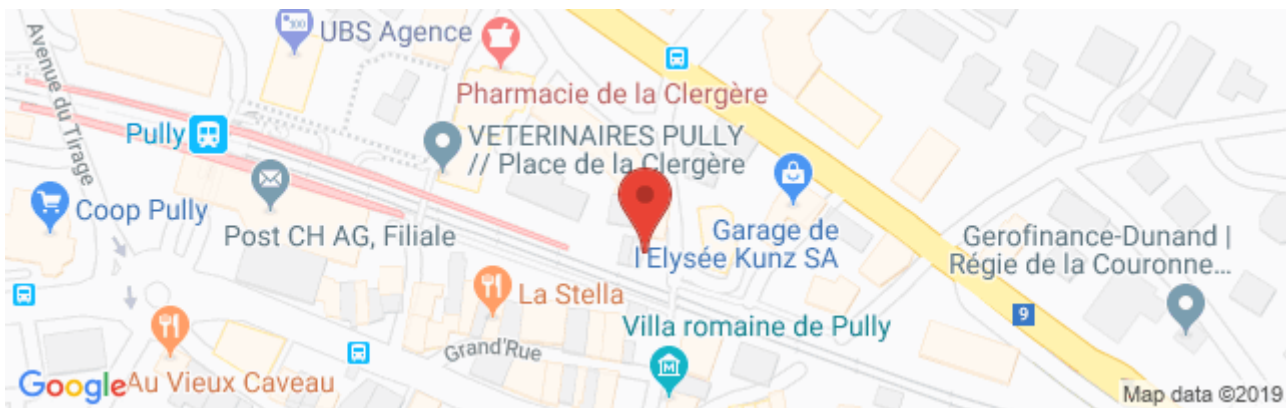 UBS Agence
100
Avenue du Tirage
Pharmacie de la Clergère
Pully
VETERINAIRES PULLY
// Place de la Clergère
Coop Pully
Post CH AG, Filiale
Garage de
l'Elysée Kunz SA
Gerofinance-Dunand |
Régie de la Couronne...
La Stella
9
Villa romaine de Pully
Grand'Rue
M
Au Vieux Caveau
Google
Map data ©2019